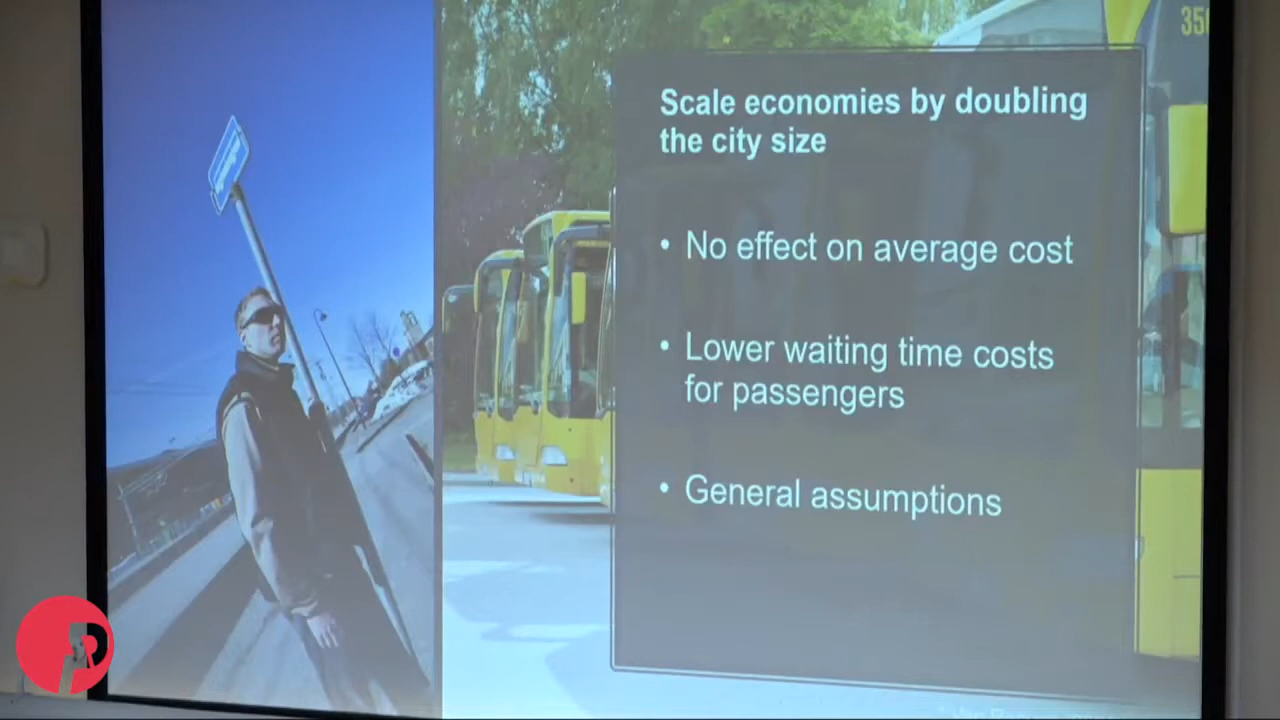 Scale economies by doubling
the city size
• No effect on average cost
• Lower waiting time costs
for passengers
• General assumptions